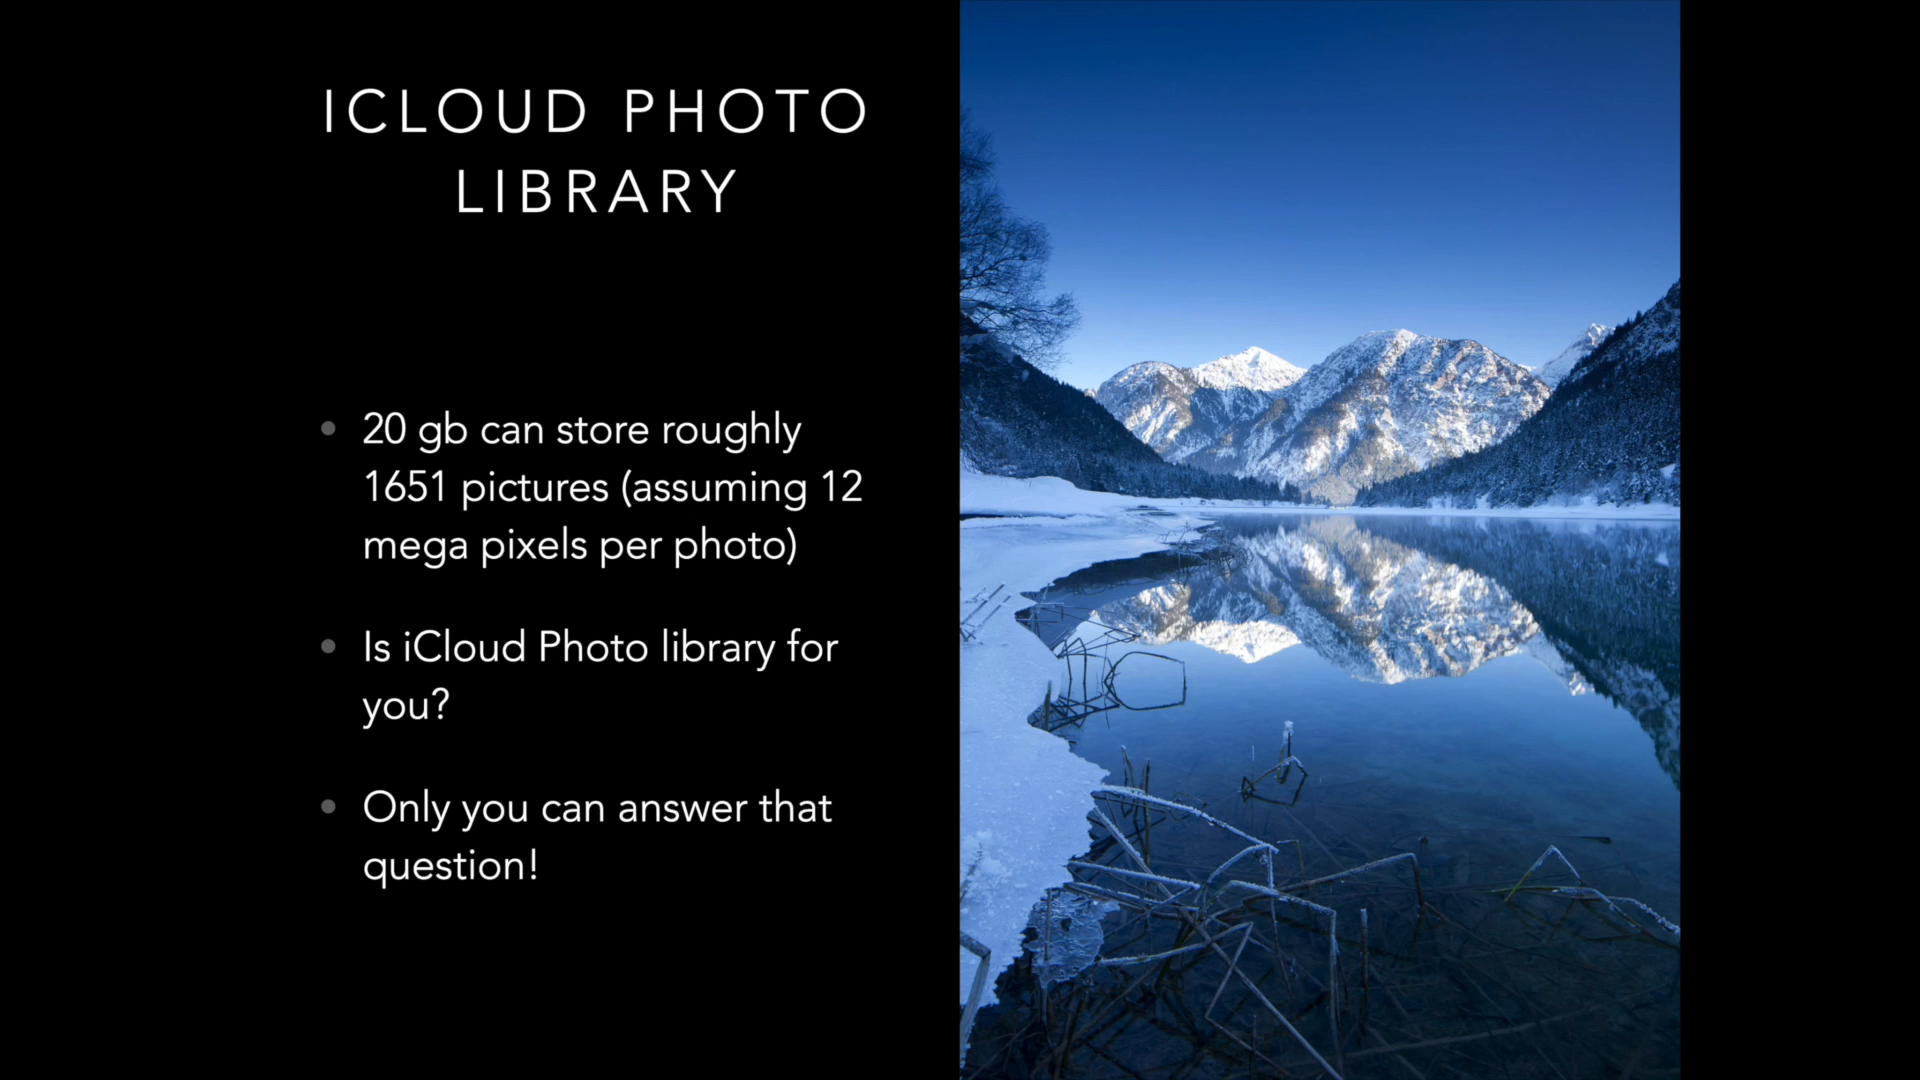 ICLOUD PHOTO
LIBRARY
• 20 gb can store roughly
1651 pictures (assuming 12
mega pixels per photo)
• Is iCloud Photo library for
you?
• Only you can answer that
question!